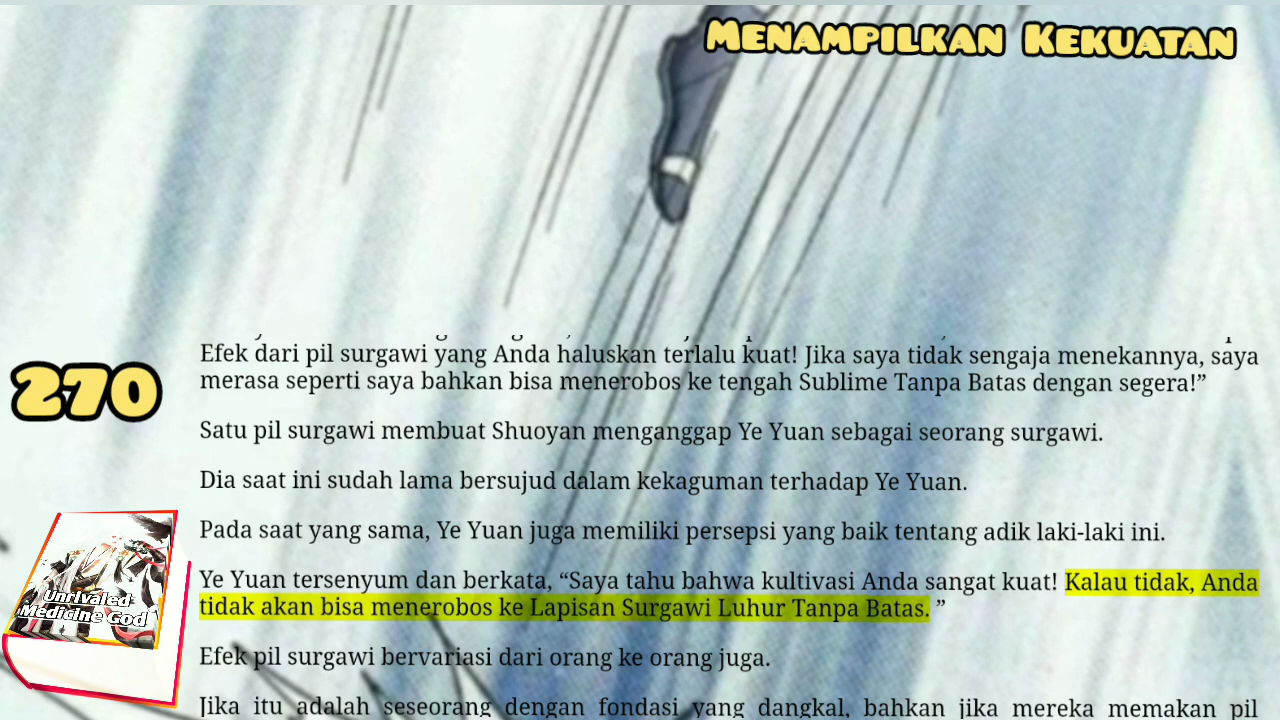 Menampilkan Kekuatan
Efek dari pil surgawi yang Anda haluskan terlalu kuat! Jika saya tidak sengaja menekannya, saya
merasa seperti saya bahkan bisa menerobos ke tengah Sublime Tanpa Batas dengan segera!”
270
Satu pil surgawi membuat Shuoyan menganggap Ye Yuan sebagai seorang surgawi.
Dia saat ini sudah lama bersujud dalam kekaguman terhadap Ye Yuan.
Pada saat yang sama, Ye Yuan juga memiliki persepsi yang baik tentang adik laki-laki ini.
Ye Yuan tersenyum dan berkata, “Saya tahu bahwa kultivasi Anda sangat kuat! Kalau tidak, Anda
tidak akan bisa menerobos ke Lapisan Surgawi Luhur Tanpa Batas. ”
Unrivaled
Medicine God
Efek pil surgawi bervariasi dari orang ke orang juga.
Jika itu adalah seseorang dengan fondasi yang dangkal, bahkan jika mereka memakan pil